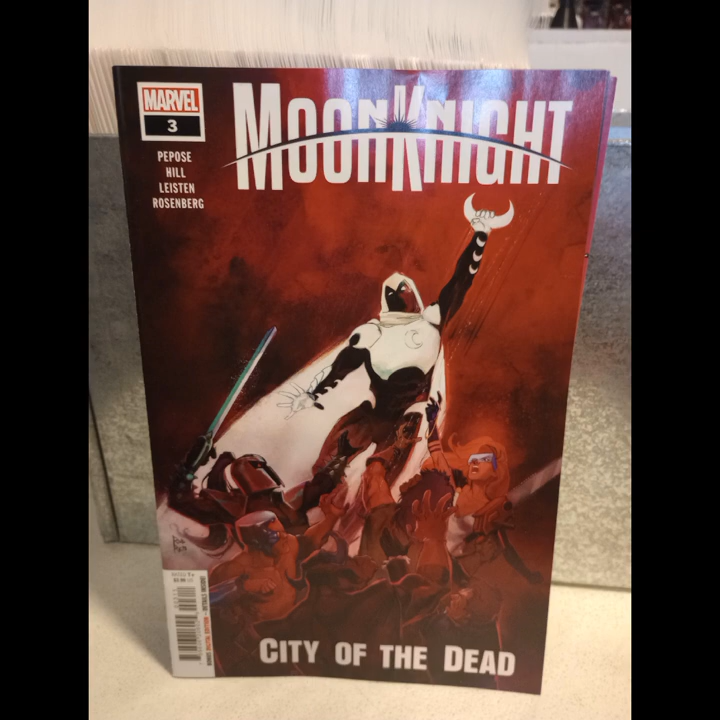 MARVEL
3
PEPOSE
HILL
LEISTEN
ROSENBERG
MOONKNIGHT
CITY OF THE DEAD